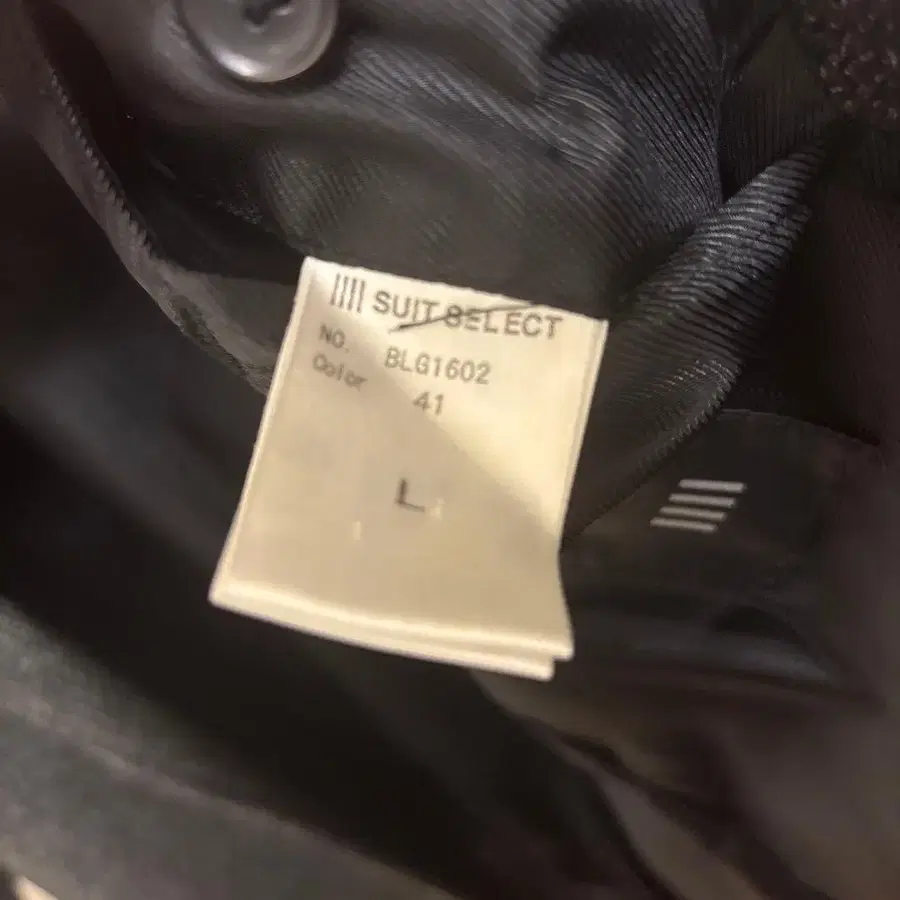 SUIT SELECT
NO. BLG1602
Color 41
L